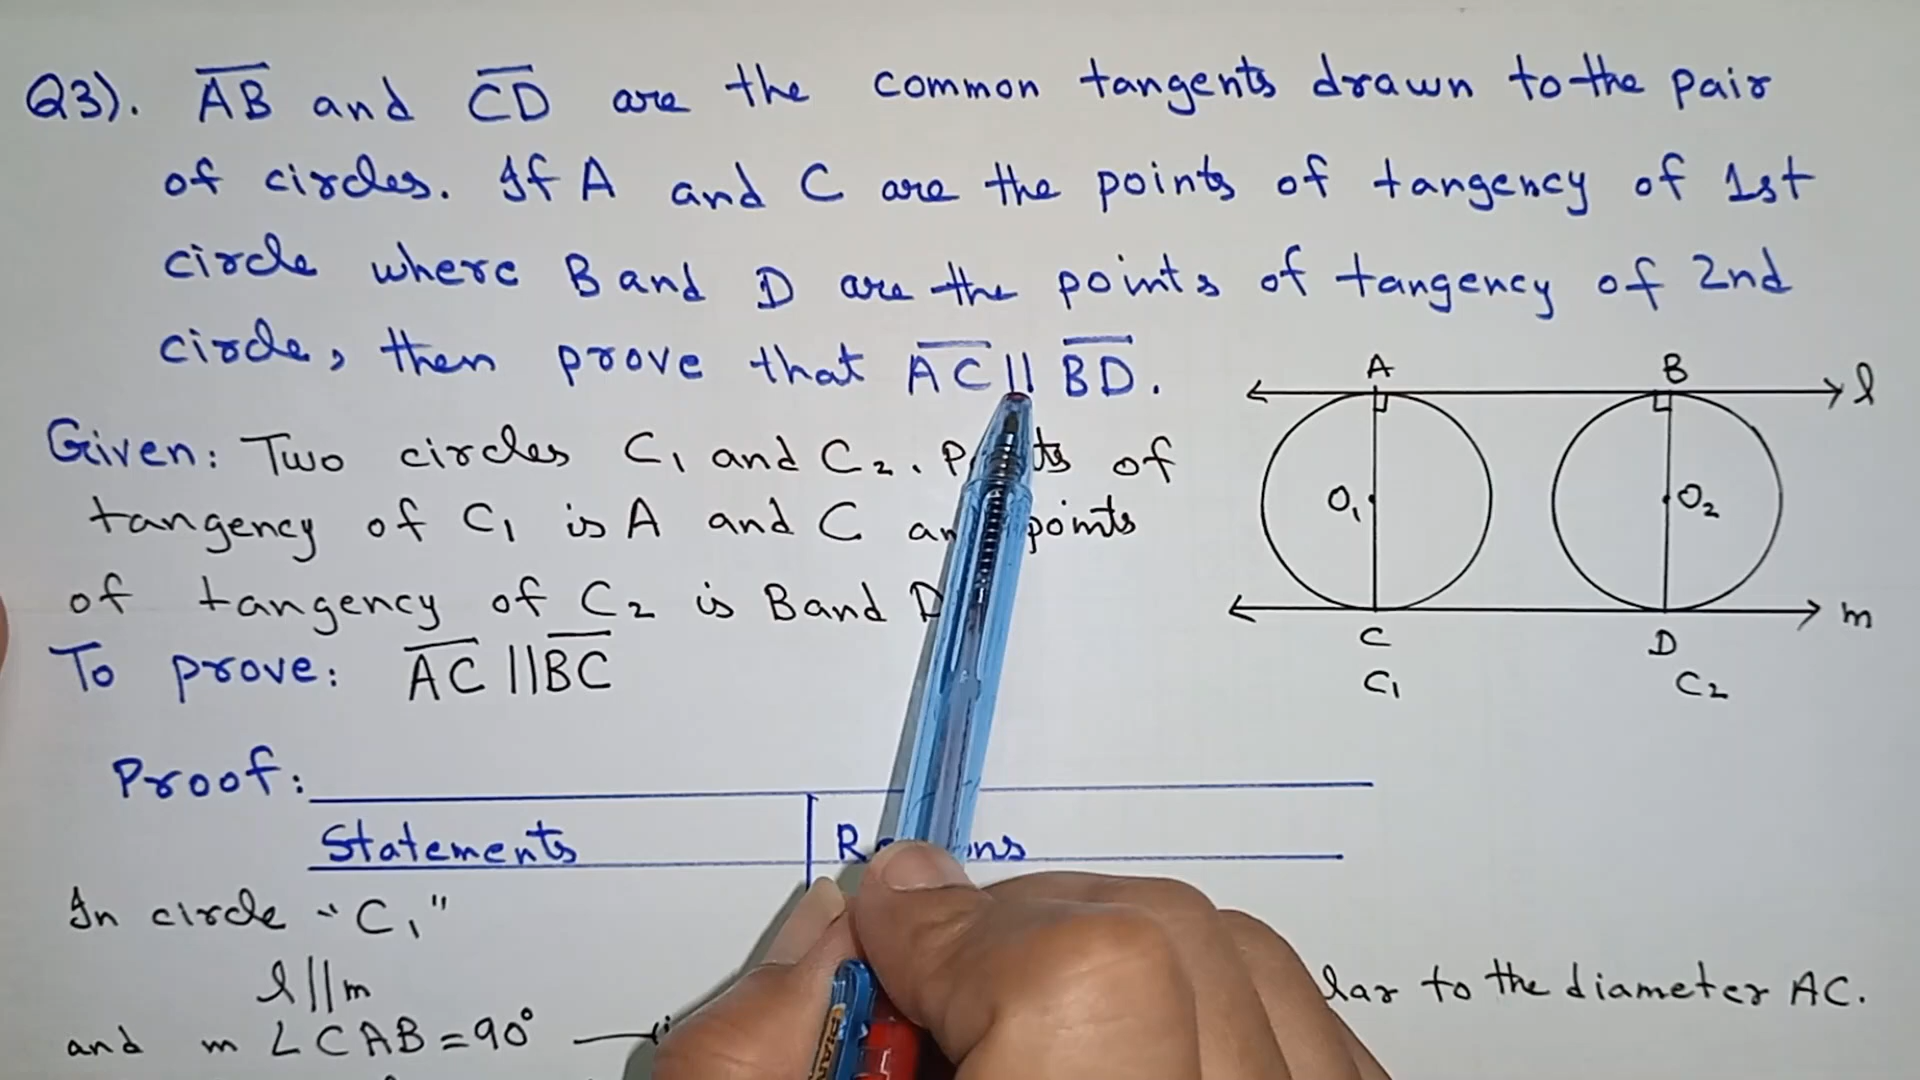 Q3). AB and CD are the common tangents drawn to the pair
of circles. If A and C are the points of tangency of 1st
circle where B and D are the points of tangency of 2nd
circle, then prove that AC || BD.
Given: Two circles C₁ and C₂. of
tangency of C₁ is A and C points
of tangency of C₂ is B and D
To prove: AC || BC
A
B
l
O₁
O₂
m
C
D
C₁
C₂
Proof:
Statements
In circle "C₁"
l || m
to the diameter AC.
and m∠CAB = 90°